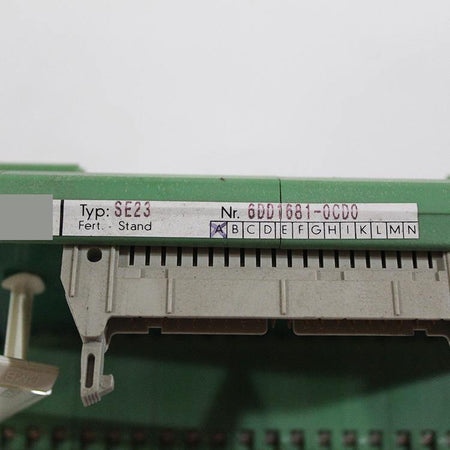 Typ: SE23 Nr. 6DD1681-0CD0
Fert. - Stand A B C D E F G H I K L M N